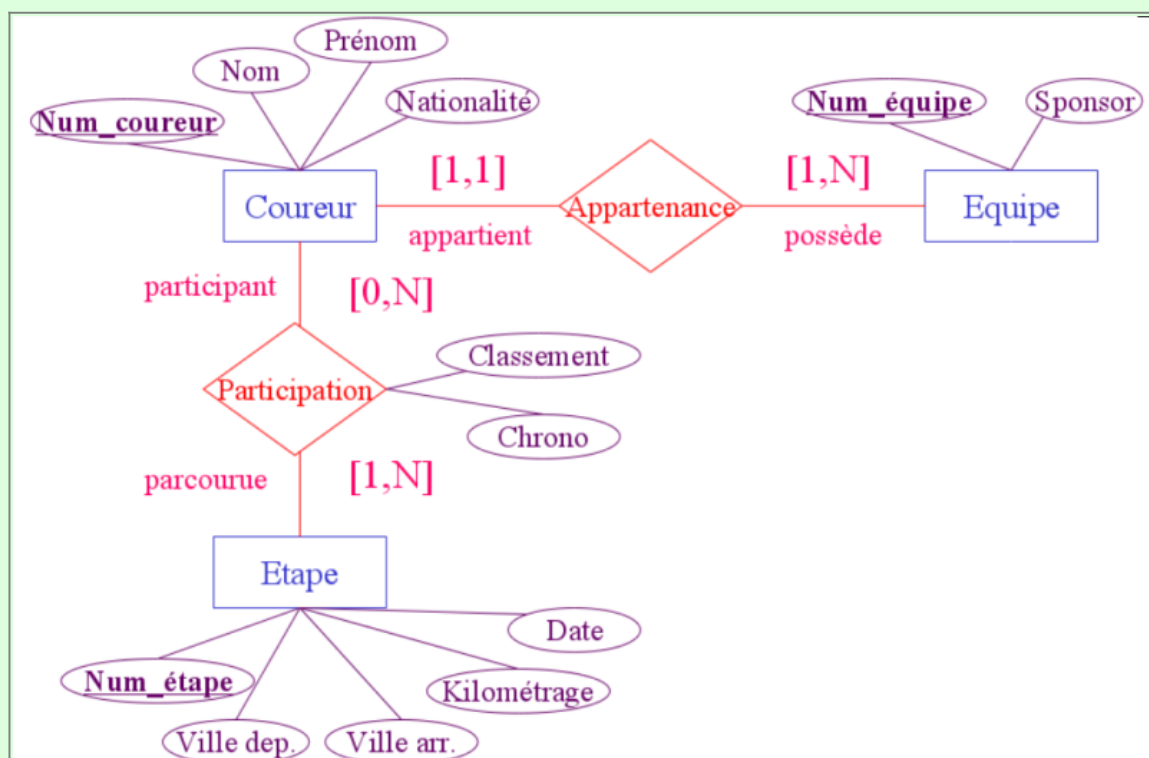 Prénom
Nom
Nationalité
Num_coureur
Num_équipe
Sponsor
[1,1]
[1,N]
Coureur
Appartenance
Equipe
appartient
possède
participant
[0,N]
Classement
Participation
Chrono
parcourue
[1,N]
Etape
Date
Num_étape
Kilométrage
Ville dep.
Ville arr.